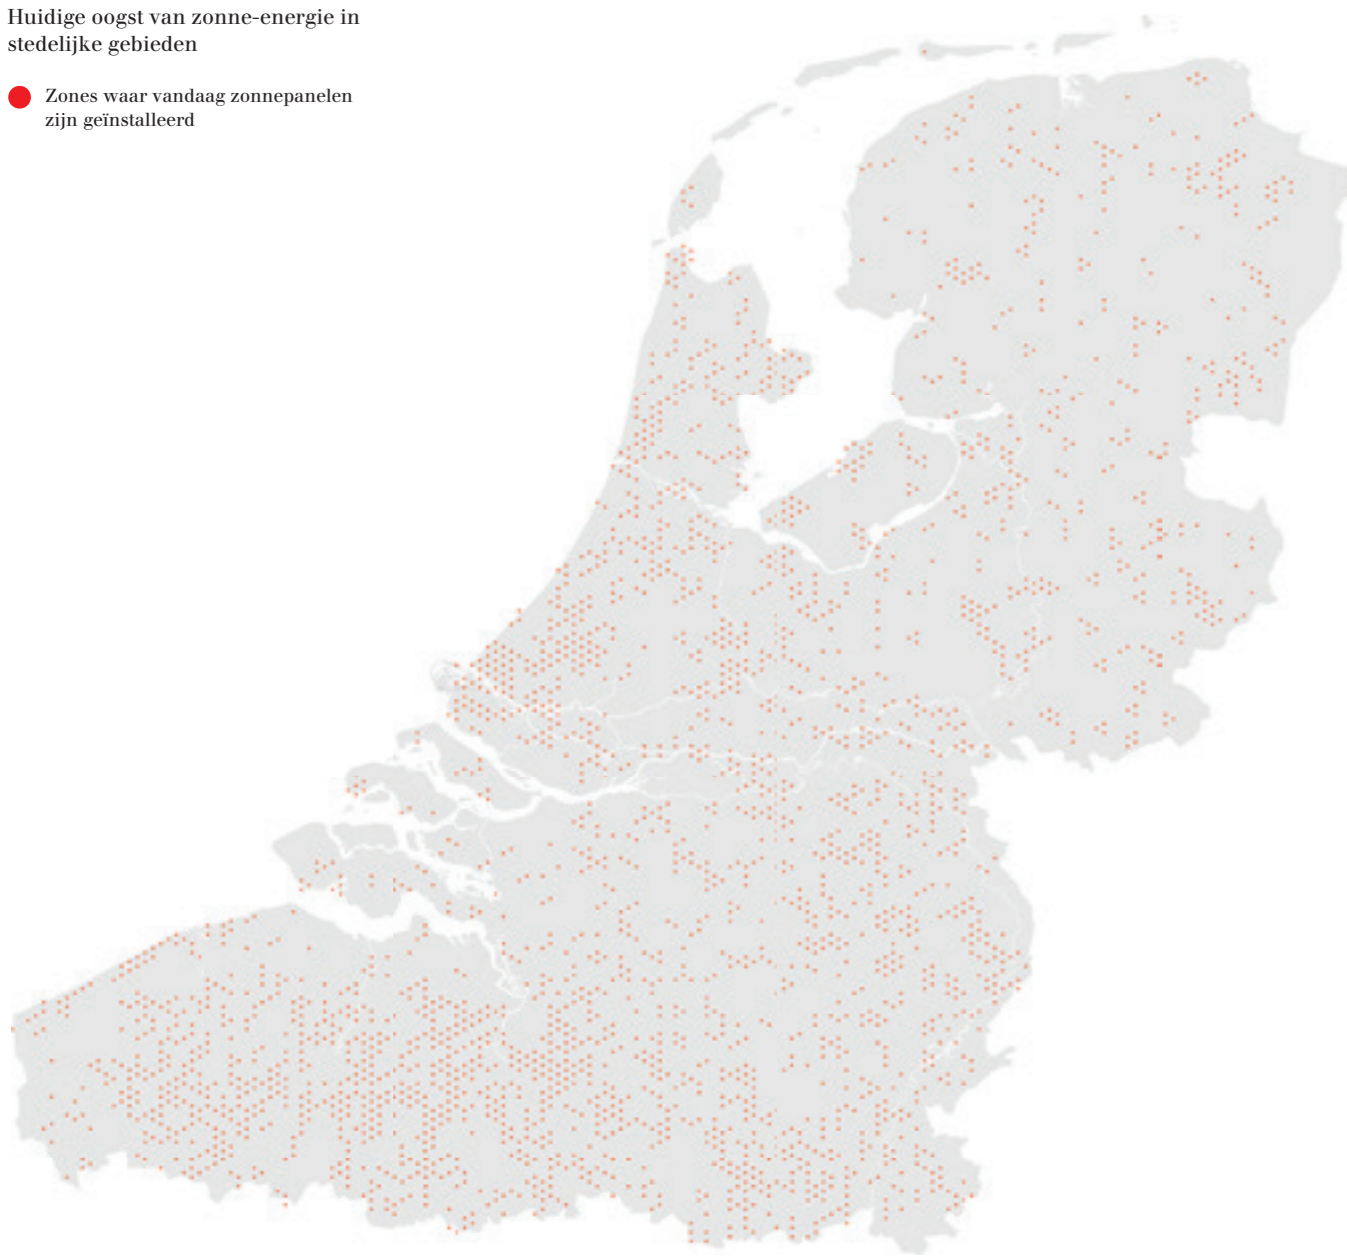 Huidige oogst van zonne-energie in
stedelijke gebieden
Zones waar vandaag zonnepanelen
zijn geïnstalleerd